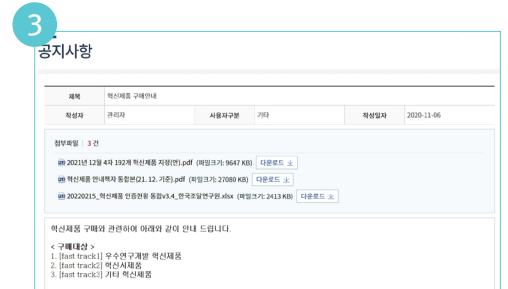 3
공지사항
제목 혁신제품 구매안내
작성자 관리자 사용자구분 기타 작성일자 2020-11-06
첨부파일 | 3 건
2021년 12월 4차 192개 혁신제품 지정(안).pdf (파일크기: 9647 KB) 다운로드
혁신제품 안내책자 통합본(21. 12. 기준).pdf (파일크기: 27080 KB) 다운로드
20220215_혁신제품 인증현황 통합v3.4_한국조달연구원.xlsx (파일크기: 2413 KB) 다운로드
혁신제품 구매와 관련하여 아래와 같이 안내 드립니다.
< 구매대상 >
1. [fast track1] 우수연구개발 혁신제품
2. [fast track2] 혁신시제품
3. [fast track3] 기타 혁신제품